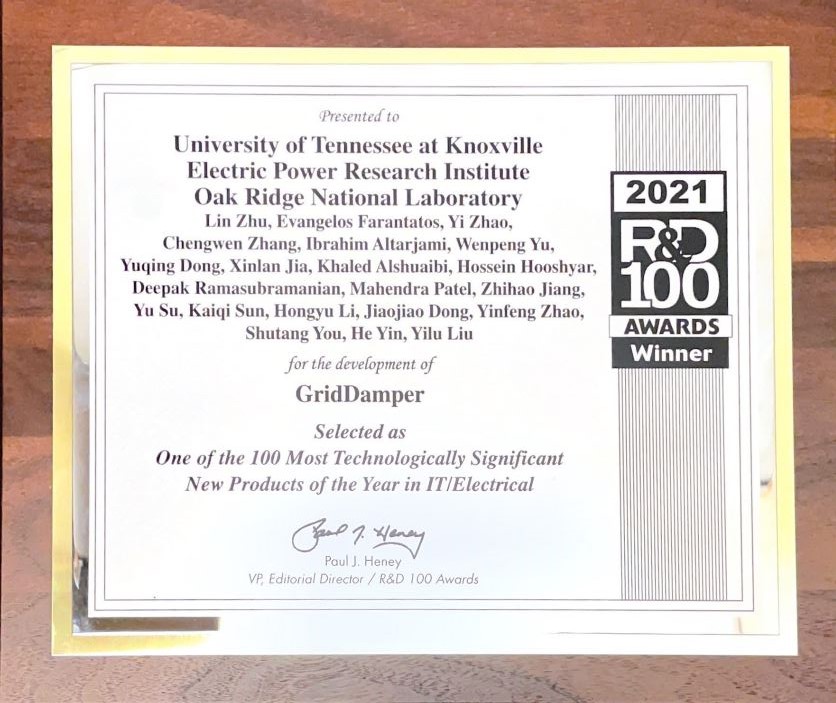 Presented to
University of Tennessee at Knoxville
Electric Power Research Institute
Oak Ridge National Laboratory
Lin Zhu, Evangelos Farantatos, Yi Zhao,
Chengwen Zhang, Ibrahim Altarjami, Wenpeng Yu,
Yuqing Dong, Xinlan Jia, Khaled Alshuaibi, Hossein Hooshyar,
Deepak Ramasubramanian, Mahendra Patel, Zhihao Jiang,
Yu Su, Kaiqi Sun, Hongyu Li, Jiaojiao Dong, Yinfeng Zhao,
Shutang You, He Yin, Yilu Liu
for the development of
GridDamper
Selected as
One of the 100 Most Technologically Significant
New Products of the Year in IT/Electrical
Paul J. Heney
Paul J. Heney
VP, Editorial Director / R&D 100 Awards
2021
R&D
100
AWARDS
Winner